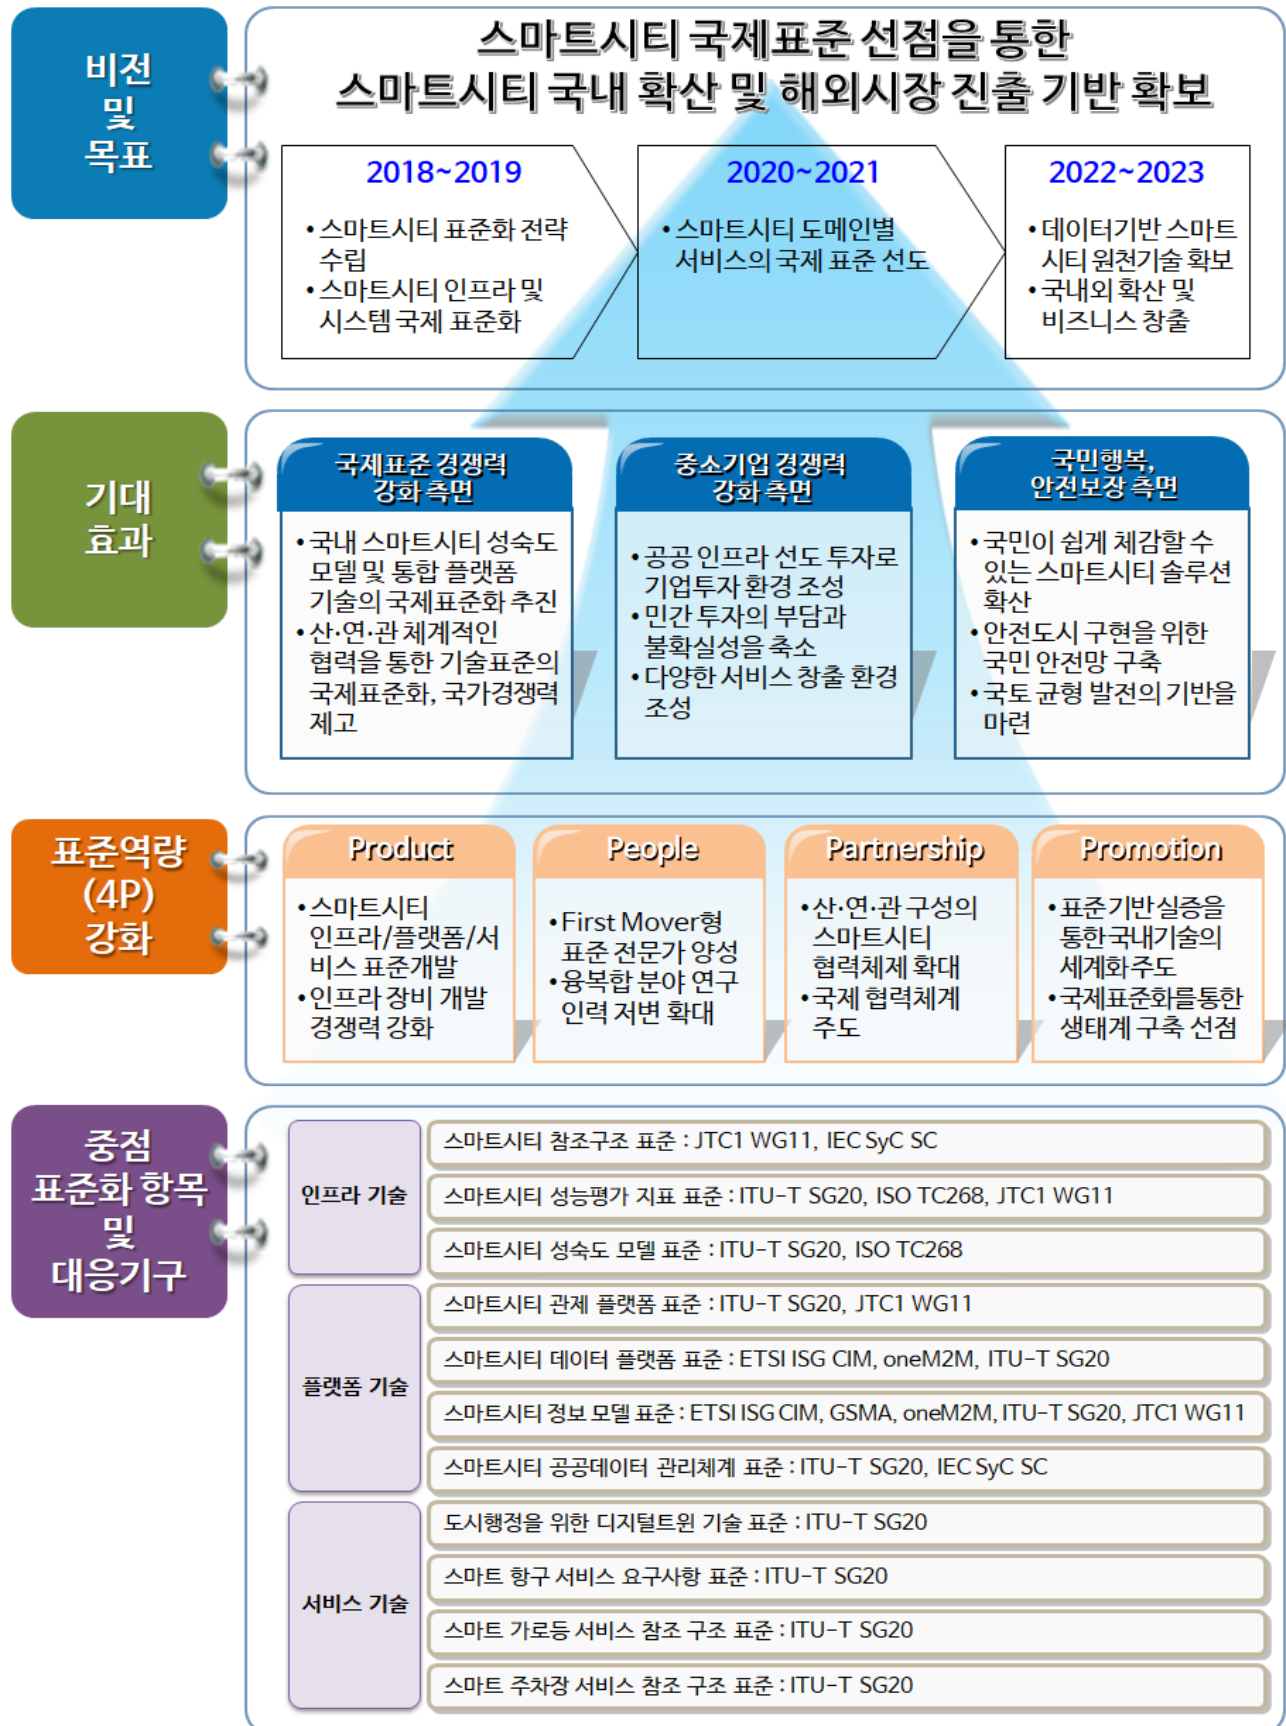 비전
및
목표
스마트시티 국제표준 선점을 통한
스마트시티 국내 확산 및 해외시장 진출 기반 확보
2018~2019
• 스마트시티 표준화 전략
수립
• 스마트시티 인프라 및
시스템 국제 표준화
2020~2021
• 스마트시티 도메인별
서비스의 국제 표준 선도
2022~2023
• 데이터기반 스마트
시티 원천기술 확보
• 국내외 확산 및
비즈니스 창출
기대
효과
국제표준 경쟁력
강화 측면
• 국내 스마트시티 성숙도
모델 및 통합 플랫폼
기술의 국제표준화 추진
• 산·연·관 체계적인
협력을 통한 기술표준의
국제표준화, 국가경쟁력
제고
중소기업 경쟁력
강화 측면
• 공공 인프라 선도 투자로
기업투자 환경 조성
• 민간 투자의 부담과
불확실성을 축소
• 다양한 서비스 창출 환경
조성
국민행복,
안전보장 측면
• 국민이 쉽게 체감할 수
있는 스마트시티 솔루션
확산
• 안전도시 구현을 위한
국민 안전망 구축
• 국토 균형 발전의 기반을
마련
표준역량
(4P)
강화
Product
• 스마트시티
인프라/플랫폼/서
비스 표준개발
• 인프라 장비 개발
경쟁력 강화
People
• First Mover형
표준 전문가 양성
• 융복합 분야 연구
인력 저변 확대
Partnership
• 산·연·관 구성의
스마트시티
협력체제 확대
• 국제 협력체계
주도
Promotion
• 표준기반실증을
통한국내기술의
세계화주도
• 국제표준화를통한
생태계 구축 선점
중점
표준화 항목
및
대응기구
인프라 기술
스마트시티 참조구조 표준 : JTC1 WG11, IEC SyC SC
스마트시티 성능평가 지표 표준 : ITU-T SG20, ISO TC268, JTC1 WG11
스마트시티 성숙도 모델 표준 : ITU-T SG20, ISO TC268
플랫폼 기술
스마트시티 관제 플랫폼 표준 : ITU-T SG20, JTC1 WG11
스마트시티 데이터 플랫폼 표준 : ETSI ISG CIM, oneM2M, ITU-T SG20
스마트시티 정보 모델 표준 : ETSI ISG CIM, GSMA, oneM2M, ITU-T SG20, JTC1 WG11
스마트시티 공공데이터 관리체계 표준 : ITU-T SG20, IEC SyC SC
서비스 기술
도시행정을 위한 디지털트윈 기술 표준 : ITU-T SG20
스마트 항구 서비스 요구사항 표준 : ITU-T SG20
스마트 가로등 서비스 참조 구조 표준 : ITU-T SG20
스마트 주차장 서비스 참조 구조 표준 : ITU-T SG20